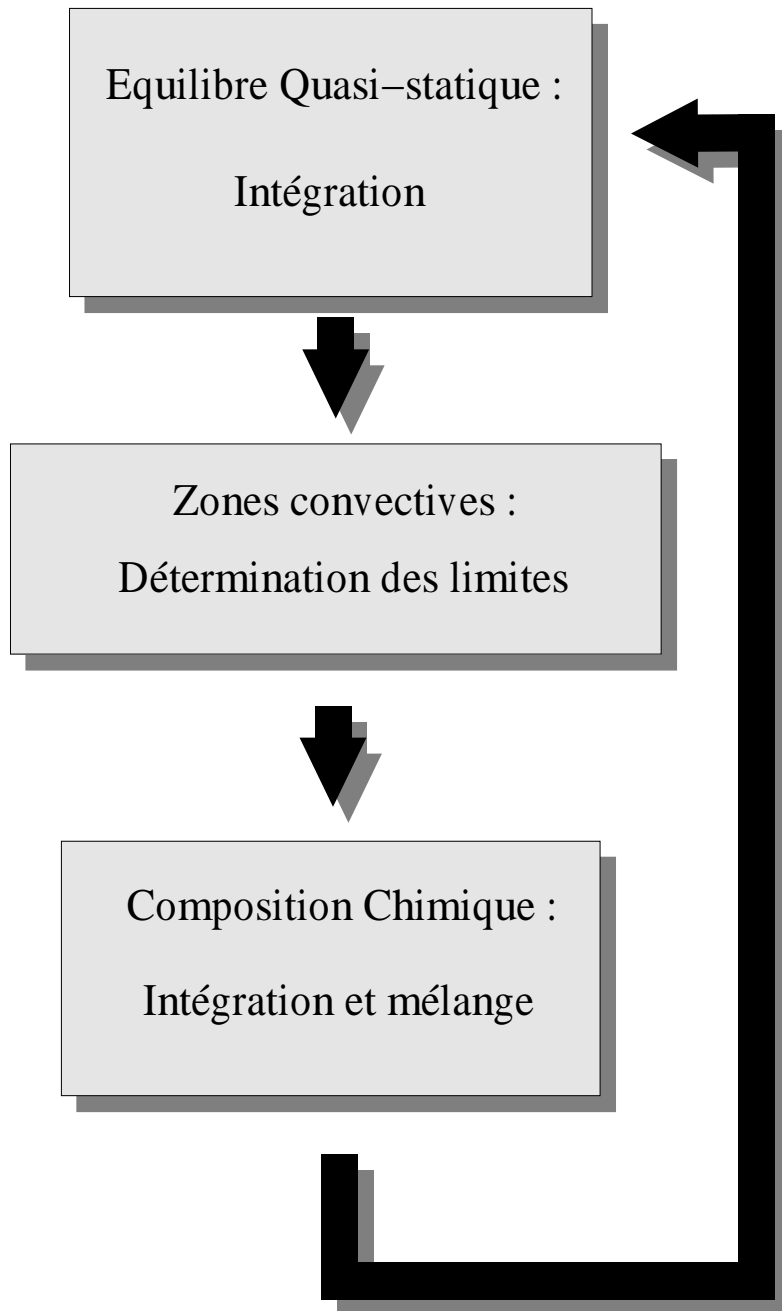 Equilibre Quasi−statique :
Intégration
Zones convectives :
Détermination des limites
Composition Chimique :
Intégration et mélange